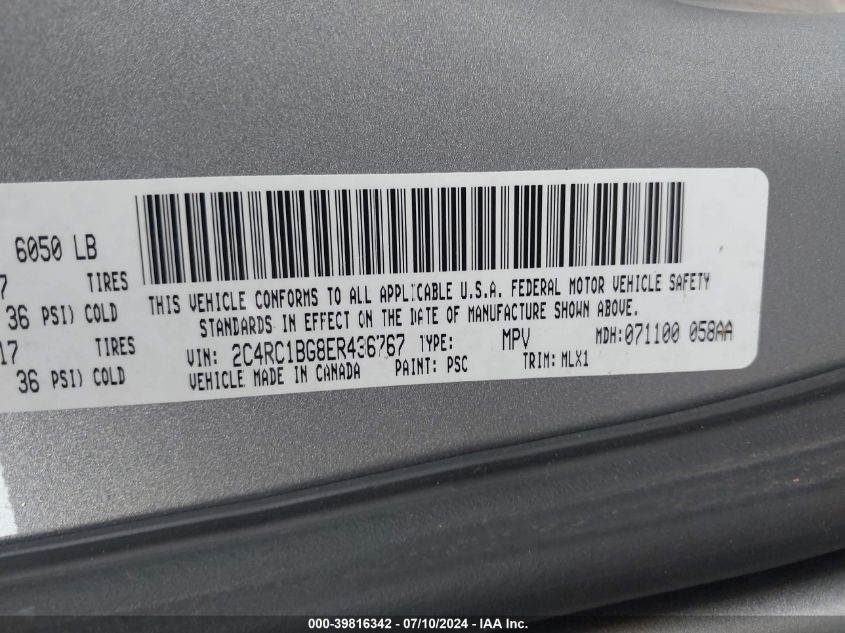 6050 LB
7 TIRES
36 PSI) COLD
17 TIRES
36 PSI) COLD
THIS VEHICLE CONFORMS TO ALL APPLICABLE U.S.A. FEDERAL MOTOR VEHICLE SAFETY
STANDARDS IN EFFECT ON THE DATE OF MANUFACTURE SHOWN ABOVE.
VIN: 2C4RC1BG8ER436767 TYPE: MPV MDH:071100 058AA
VEHICLE MADE IN CANADA PAINT: PSC TRIM: MLX1
000-39816342 - 07/10/2024 - IAA Inc.